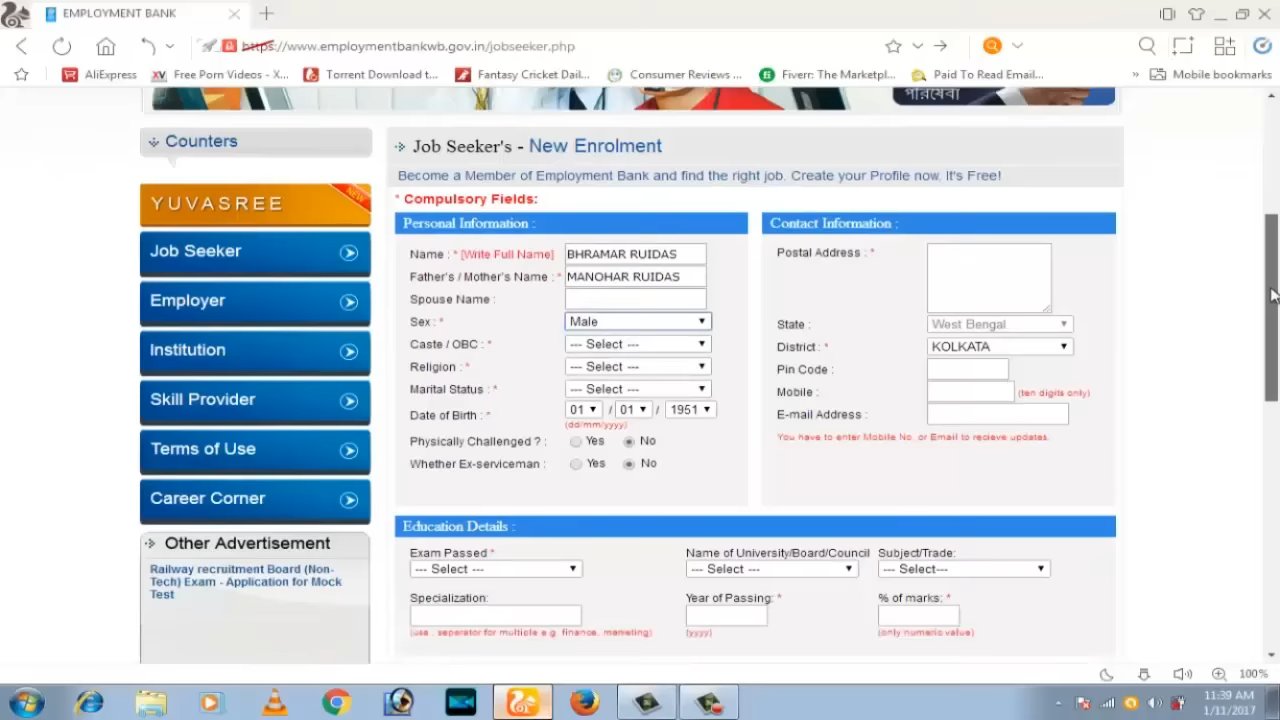 EMPLOYMENT BANK
https://www.employmentbankwb.gov.in/jobseeker.php
AliExpress
Free Porn Videos - X...
Torrent Download t...
Fantasy Cricket Dail...
Consumer Reviews ...
Fiverr: The Marketpl...
Paid To Read Email...
» Mobile bookmarks
পরিষেবা
Counters
YUVASREE
NEW
Job Seeker
Employer
Institution
Skill Provider
Terms of Use
Career Corner
Other Advertisement
Railway recruitment Board (Non-
Tech) Exam - Application for Mock
Test
Job Seeker's - New Enrolment
Become a Member of Employment Bank and find the right job. Create your Profile now, It's Free!
* Compulsory Fields:
Personal Information :
Name : * [Write Full Name] BHRAMAR RUIDAS
Father's / Mother's Name : * MANOHAR RUIDAS
Spouse Name :
Sex : * Male
Caste / OBC : * --- Select ---
Religion : * --- Select ---
Marital Status : * --- Select ---
Date of Birth : * 01 / 01 / 1951
(dd/mm/yyyy)
Physically Challenged ? : Yes No
Whether Ex-serviceman : Yes No
Contact Information :
Postal Address : *
State : West Bengal
District : * KOLKATA
Pin Code :
Mobile : (ten digits only)
E-mail Address :
You have to enter Mobile No. or Email to recieve updates.
Education Details :
Exam Passed * Name of University/Board/Council Subject/Trade:
--- Select --- --- Select --- --- Select---
Specialization: Year of Passing: * % of marks: *
(use , seperator for multiple e.g. finance, marketing) (yyyy) (only numeric value)
100%
11:39 AM
1/11/2017